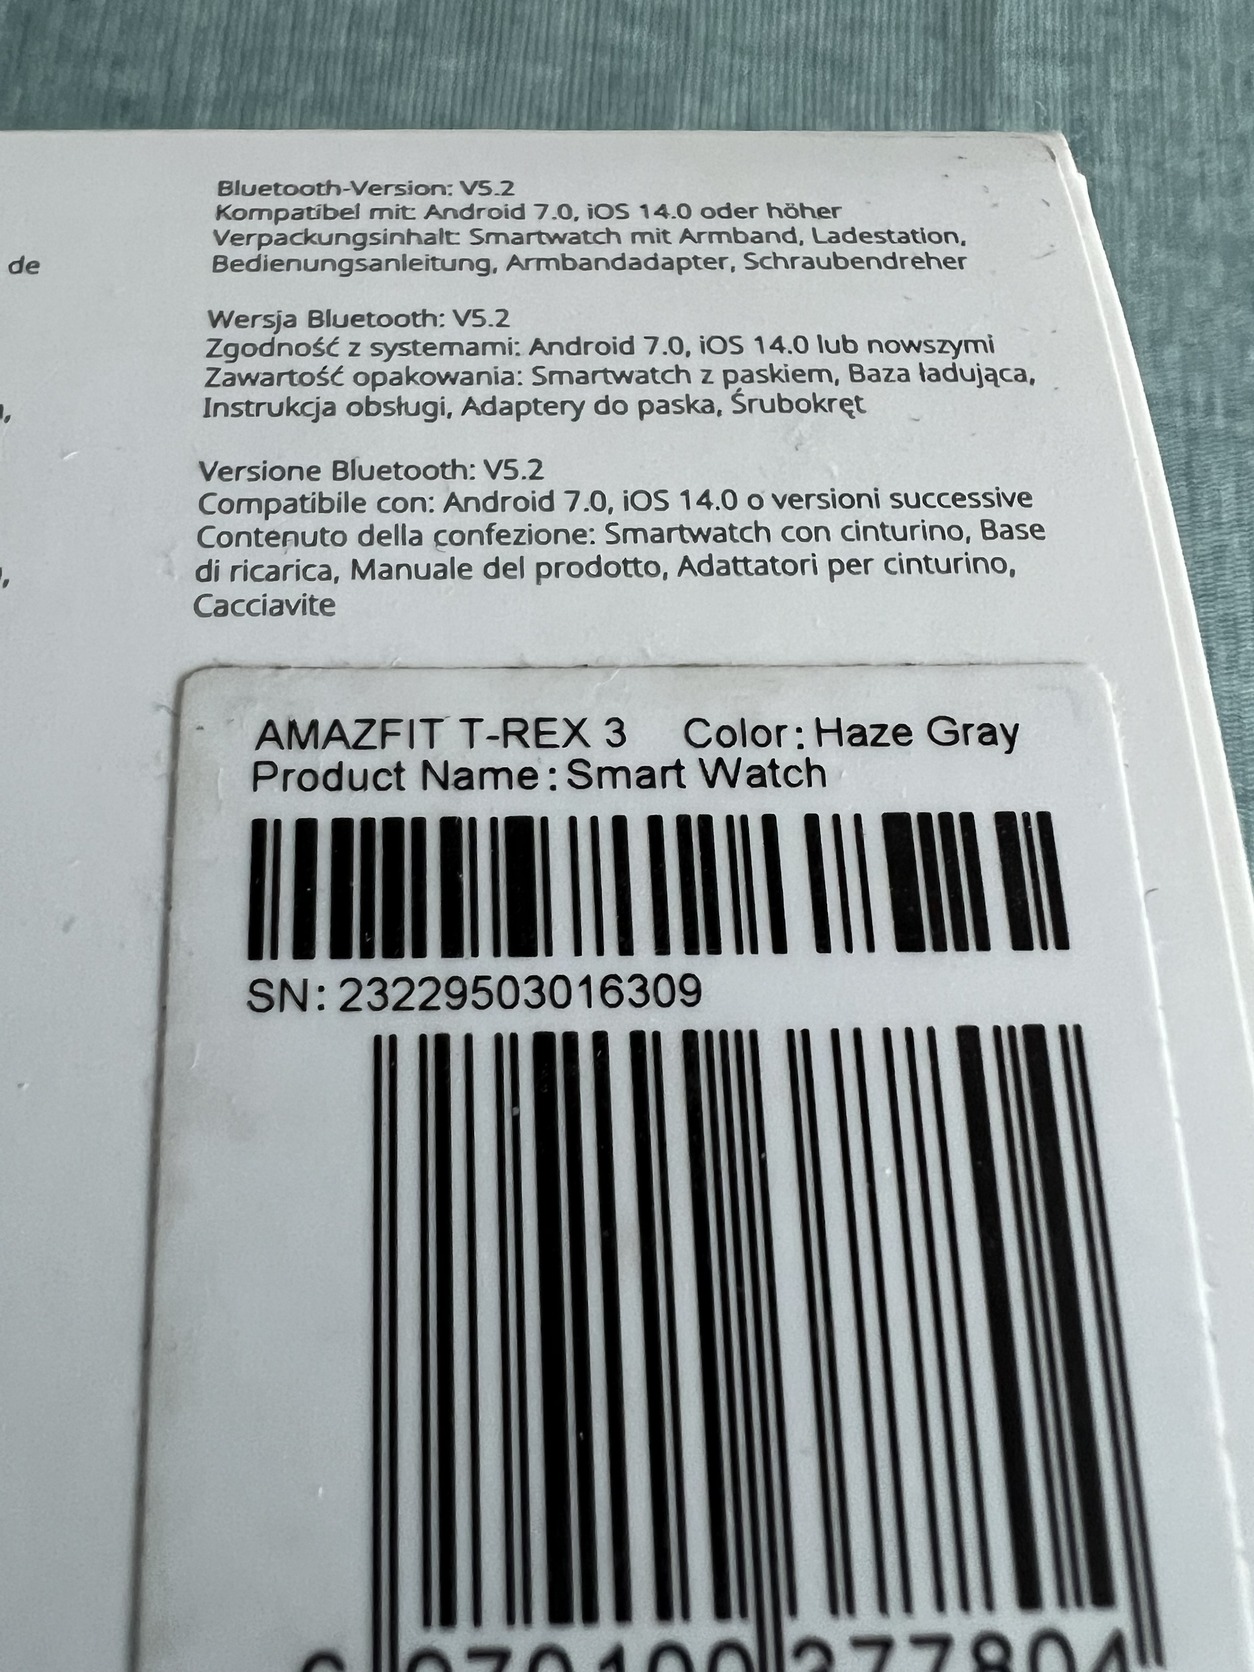 de
Bluetooth-Version: V5.2
Kompatibel mit: Android 7.0, iOS 14.0 oder höher
Verpackungsinhalt: Smartwatch mit Armband, Ladestation,
Bedienungsanleitung, Armbandadapter, Schraubendreher
Wersja Bluetooth: V5.2
Zgodność z systemami: Android 7.0, iOS 14.0 lub nowszymi
Zawartość opakowania: Smartwatch z paskiem, Baza ładująca,
Instrukcja obsługi, Adaptery do paska, Śrubokręt
Versione Bluetooth: V5.2
Compatibile con: Android 7.0, iOS 14.0 o versioni successive
Contenuto della confezione: Smartwatch con cinturino, Base
di ricarica, Manuale del prodotto, Adattatori per cinturino,
Cacciavite
AMAZFIT T-REX 3 Color: Haze Gray
Product Name: Smart Watch
SN: 23229503016309